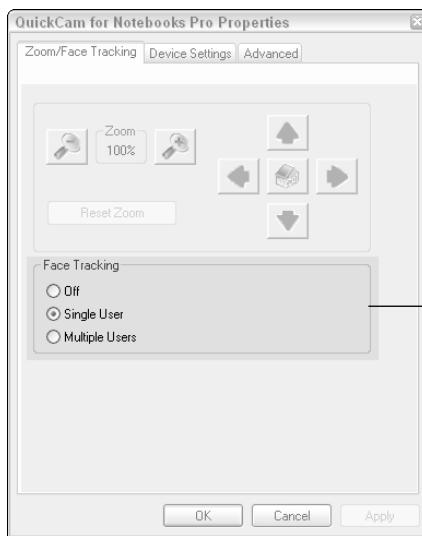 QuickCam for Notebooks Pro Properties
Zoom/Face Tracking Device Settings Advanced
Zoom
100%
Reset Zoom
Face Tracking
Off
Single User
Multiple Users
OK Cancel Apply